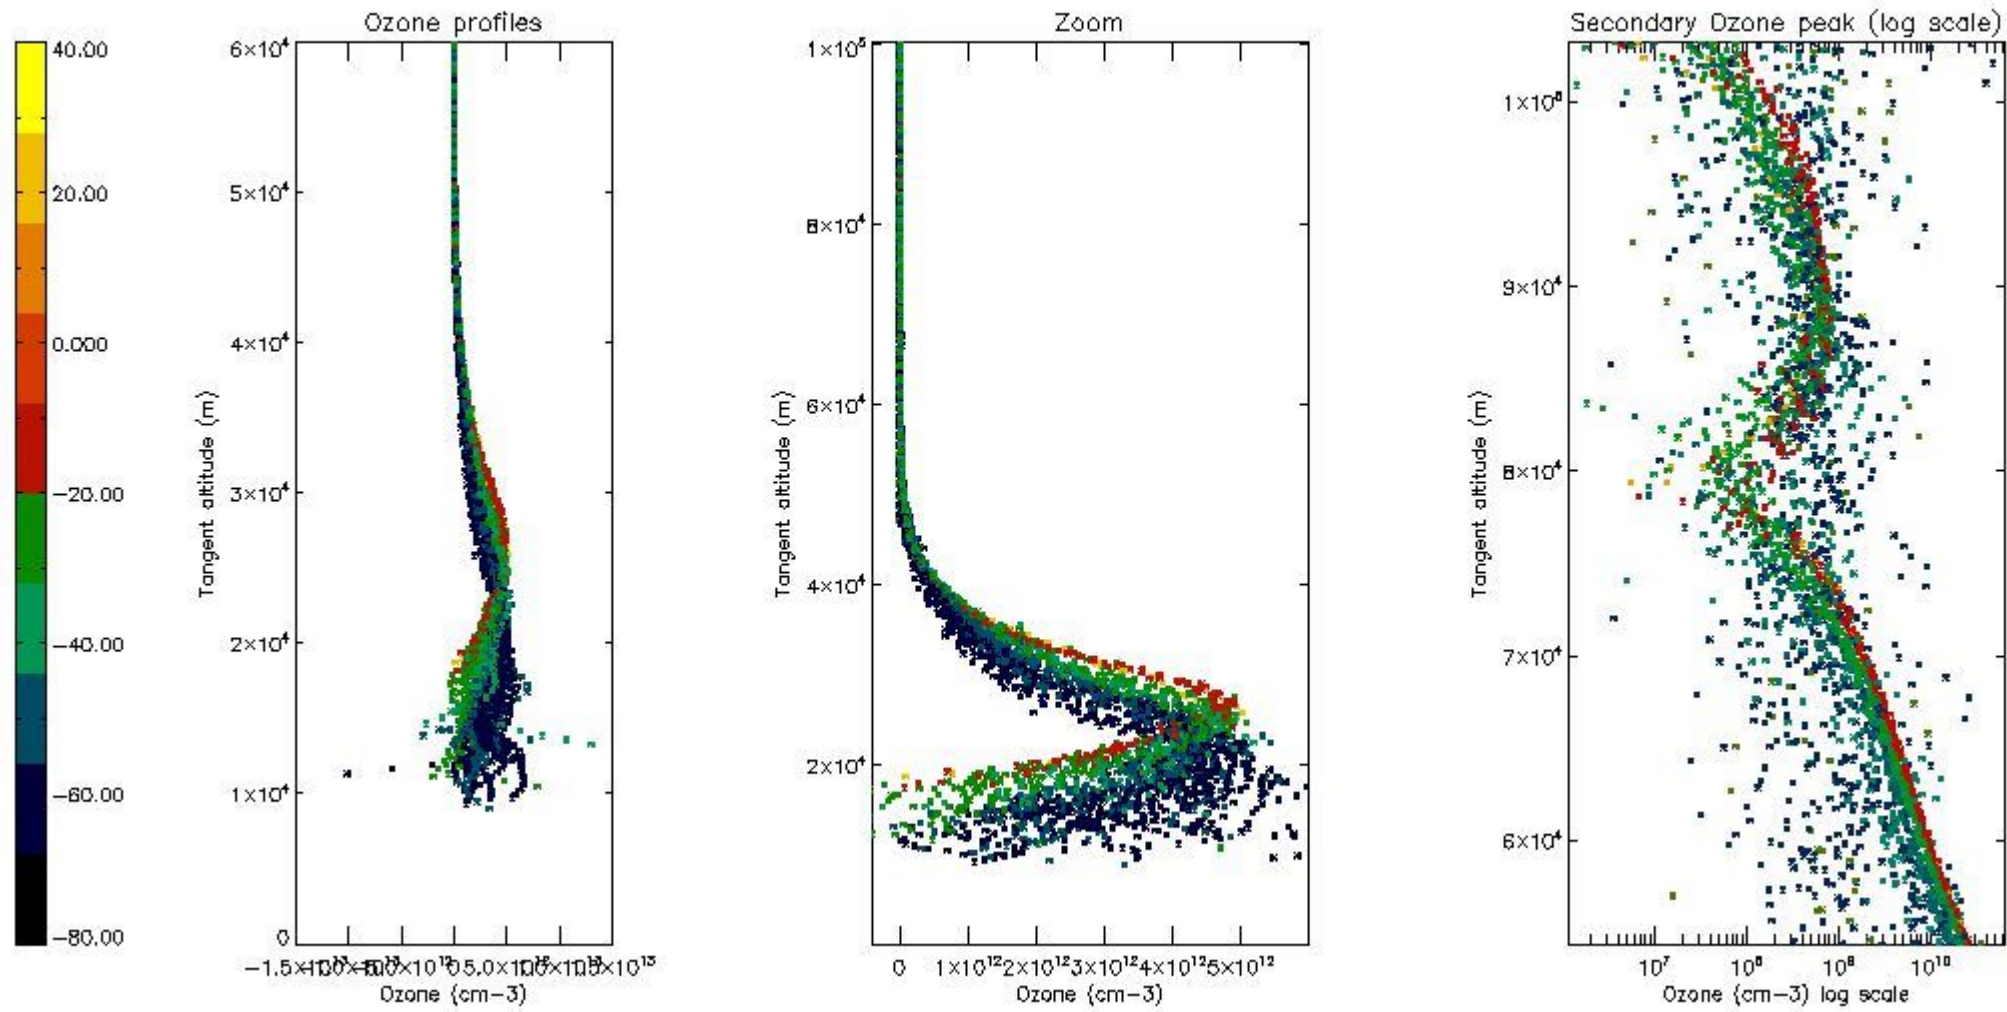 Ozone profiles
Zoom
Secondary Ozone peak (log scale)
40.00
20.00
0.000
−20.00
−40.00
−60.00
−80.00
Tangent altitude (m)
6×10⁴
5×10⁴
4×10⁴
3×10⁴
2×10⁴
1×10⁴
0
Ozone (cm−3)
Tangent altitude (m)
1×10⁵
8×10⁴
6×10⁴
4×10⁴
2×10⁴
0 1×10¹² 2×10¹² 3×10¹² 4×10¹² 5×10¹²
Ozone (cm−3)
Tangent altitude (m)
1×10⁵
9×10⁴
8×10⁴
7×10⁴
6×10⁴
10⁷ 10⁸ 10⁹ 10¹⁰
Ozone (cm−3) log scale